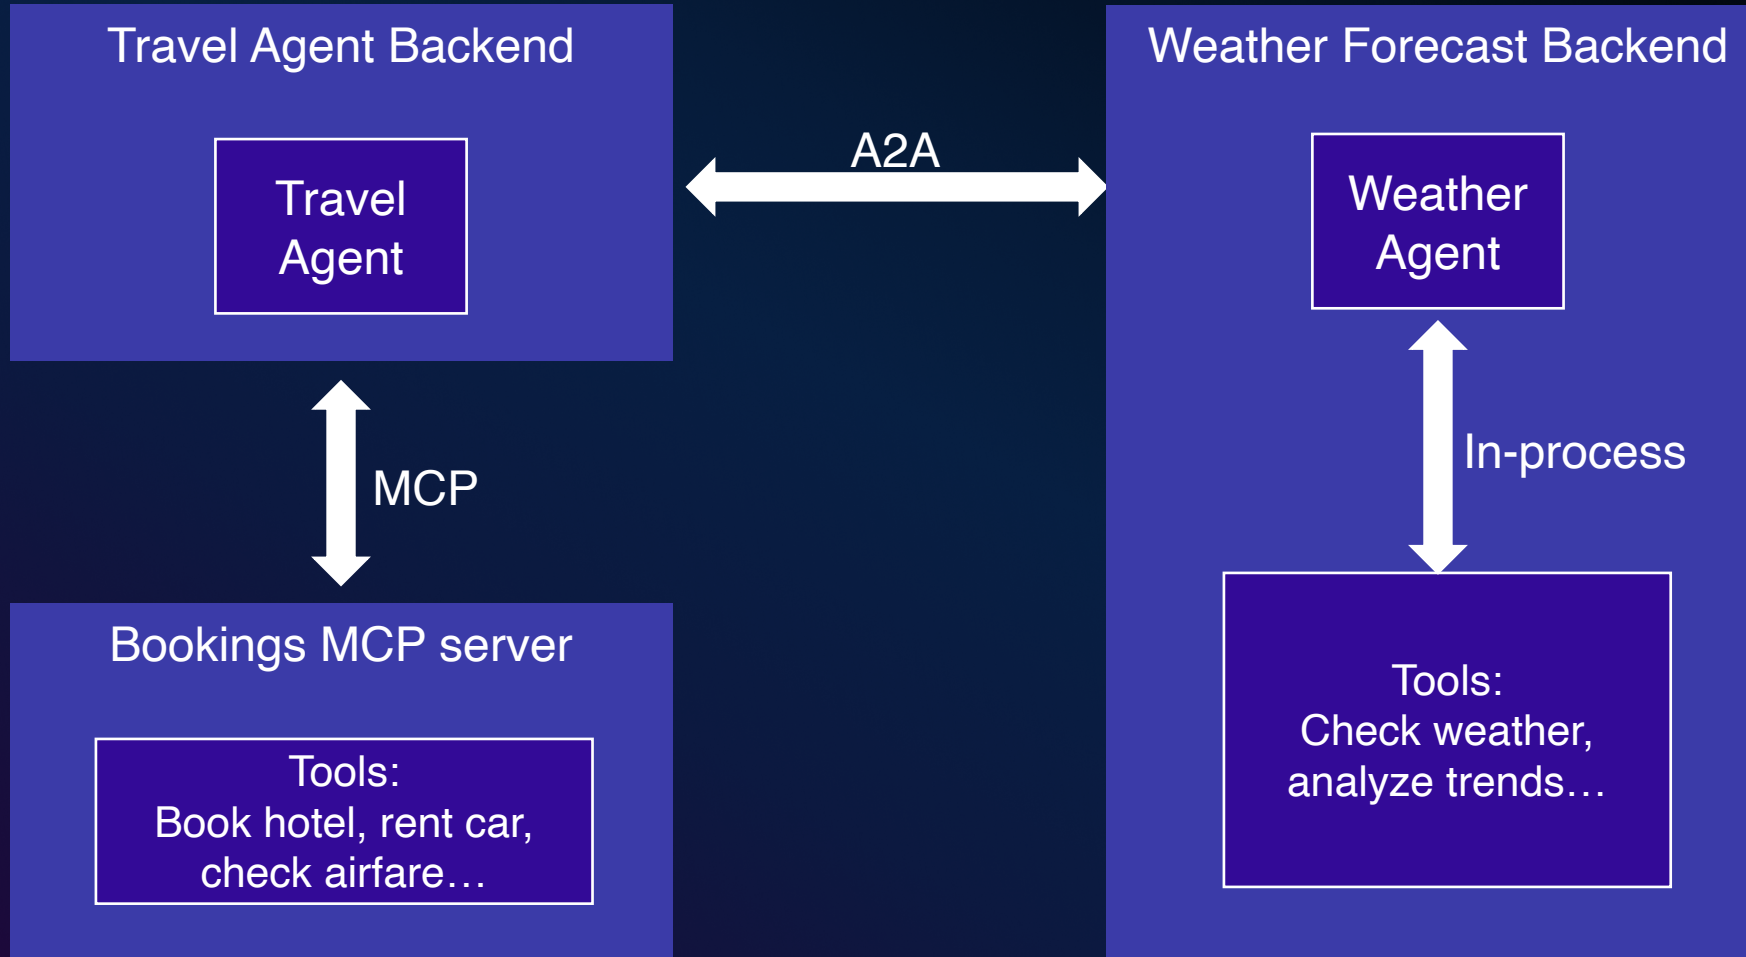 Travel Agent Backend
Travel
Agent
MCP
Bookings MCP server
Tools:
Book hotel, rent car,
check airfare…
A2A
Weather Forecast Backend
Weather
Agent
In-process
Tools:
Check weather,
analyze trends…